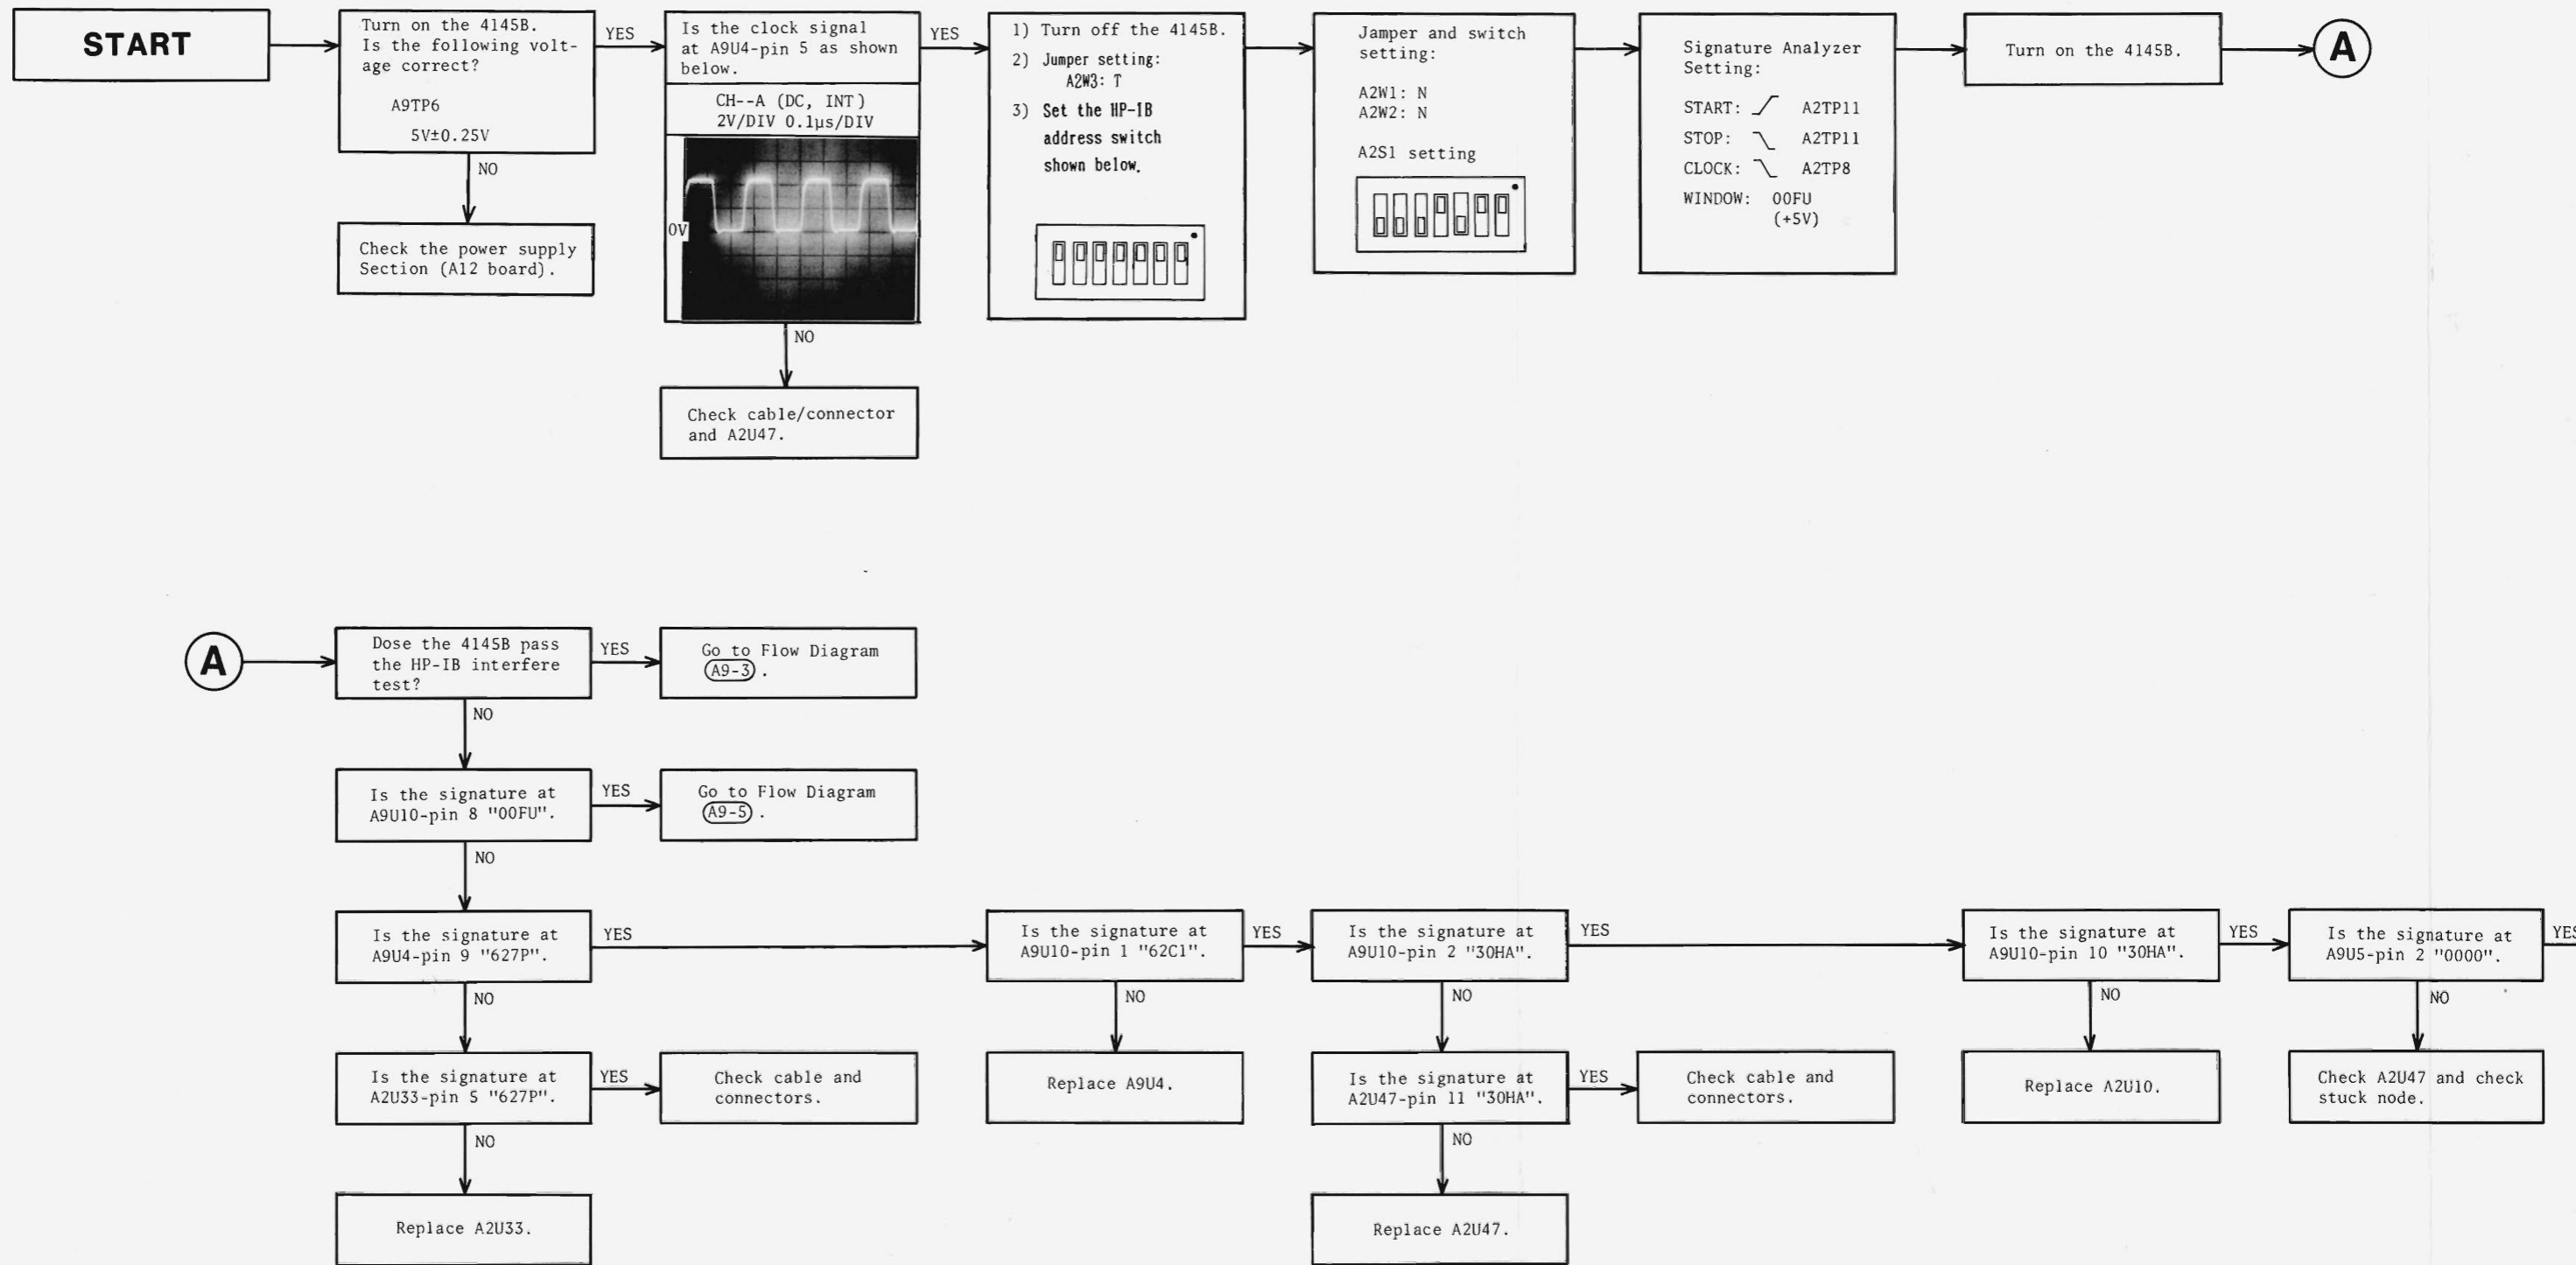 START
Turn on the 4145B.
Is the following volt-
age correct?
A9TP6
5V±0.25V
YES
NO
Check the power supply
Section (A12 board).
Is the clock signal
at A9U4-pin 5 as shown
below.
CH--A (DC, INT)
2V/DIV 0.1µs/DIV
0V
YES
NO
Check cable/connector
and A2U47.
1) Turn off the 4145B.
2) Jumper setting:
A2W3: T
3) Set the HP-IB
address switch
shown below.
Jamper and switch
setting:
A2W1: N
A2W2: N
A2S1 setting
Signature Analyzer
Setting:
START: A2TP11
STOP: A2TP11
CLOCK: A2TP8
WINDOW: 00FU
(+5V)
Turn on the 4145B.
A
A
Dose the 4145B pass
the HP-IB interfere
test?
YES
Go to Flow Diagram
A9-3 .
NO
Is the signature at
A9U10-pin 8 "00FU".
YES
Go to Flow Diagram
A9-5 .
NO
Is the signature at
A9U4-pin 9 "627P".
YES
Is the signature at
A9U10-pin 1 "62C1".
YES
Is the signature at
A9U10-pin 2 "30HA".
YES
Is the signature at
A9U10-pin 10 "30HA".
YES
Is the signature at
A9U5-pin 2 "0000".
YES
NO
NO
NO
NO
NO
Is the signature at
A2U33-pin 5 "627P".
YES
Check cable and
connectors.
Replace A9U4.
Is the signature at
A2U47-pin 11 "30HA".
YES
Check cable and
connectors.
Replace A2U10.
Check A2U47 and check
stuck node.
NO
NO
Replace A2U33.
Replace A2U47.